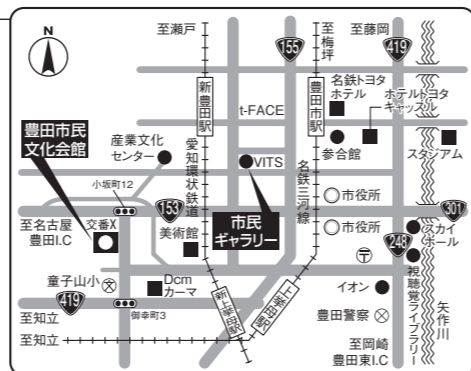 N
至瀬戸
155
至梅坪
至藤岡
419
名鉄トヨタ
ホテル
ホテルトヨタ
キャッスル
新豊田駅
t-FACE
豊田市駅
豊田市民
文化会館
産業文化
センター
愛知環状鉄道
VITS
名鉄三河線
参合館
スタジアム
小坂町12
市役所
301
153
至名古屋
豊田I.C
交番X
美術館
市民
ギャラリー
市役所
248
スカイ
ホール
童子山小
文
Dcm
カーマ
〒
イオン
視聴覚ライブラリー
矢作川
419
至知立
御幸町3
新上挙母駅
上挙母駅
豊田警察
至知立
至岡崎
豊田東I.C